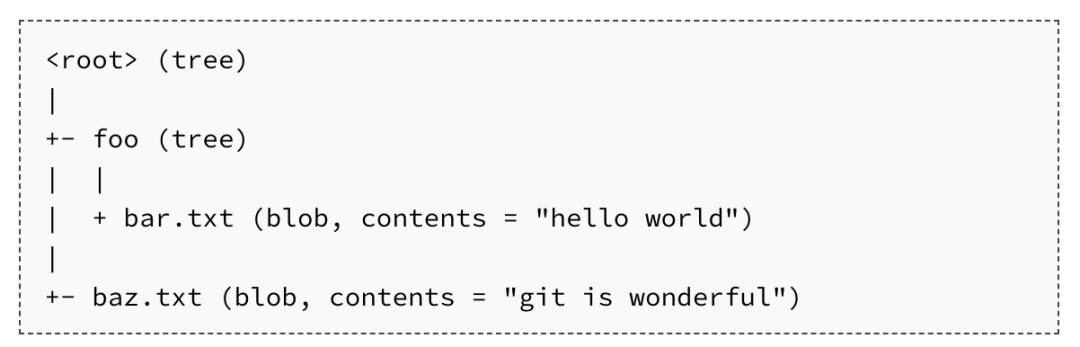 <root> (tree)
|
+- foo (tree)
|  |
|  + bar.txt (blob, contents = "hello world")
|
+- baz.txt (blob, contents = "git is wonderful")